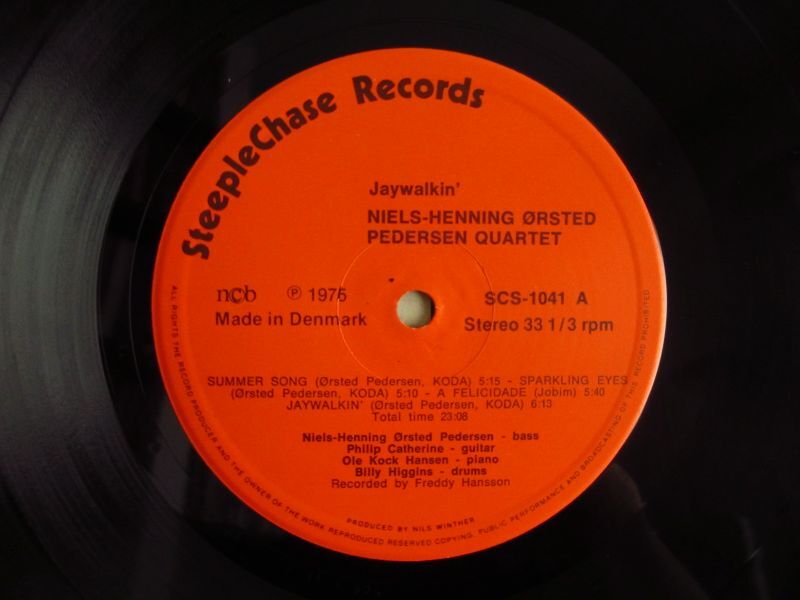 SteepleChase Records
Jaywalkin'
NIELS-HENNING ØRSTED
PEDERSEN QUARTET
ncb ℗ 1976
Made in Denmark
SCS-1041 A
Stereo 33 1/3 rpm
SUMMER SONG (Ørsted Pedersen, KODA) 5:15 - SPARKLING EYES
(Ørsted Pedersen, KODA) 5:10 - A FELICIDADE (Jobim) 5:40
JAYWALKIN' (Ørsted Pedersen, KODA) 6:13
Total time 23:08
Niels-Henning Ørsted Pedersen - bass
Philip Catherine - guitar
Ole Kock Hansen - piano
Billy Higgins - drums
Recorded by Freddy Hansson
PRODUCED BY NILS WINTHER
ALL RIGHTS THE RECORD PRODUCER AND THE OWNER OF THE WORK REPRODUCED RESERVED COPYING, PUBLIC PERFORMANCE AND BROADCASTING OF THIS RECORD PROHIBITED